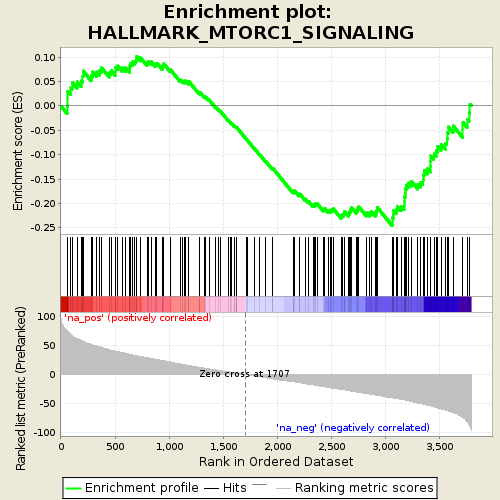 Enrichment plot:
HALLMARK_MTORC1_SIGNALING
Enrichment score (ES)
0.10
0.05
0.00
-0.05
-0.10
-0.15
-0.20
-0.25
'na_pos' (positively correlated)
Ranked list metric (PreRanked)
100
50
0
-50
-100
Zero cross at 1707
'na_neg' (negatively correlated)
0
500
1,000
1,500
2,000
2,500
3,000
3,500
Rank in Ordered Dataset
Enrichment profile
Hits
Ranking metric scores